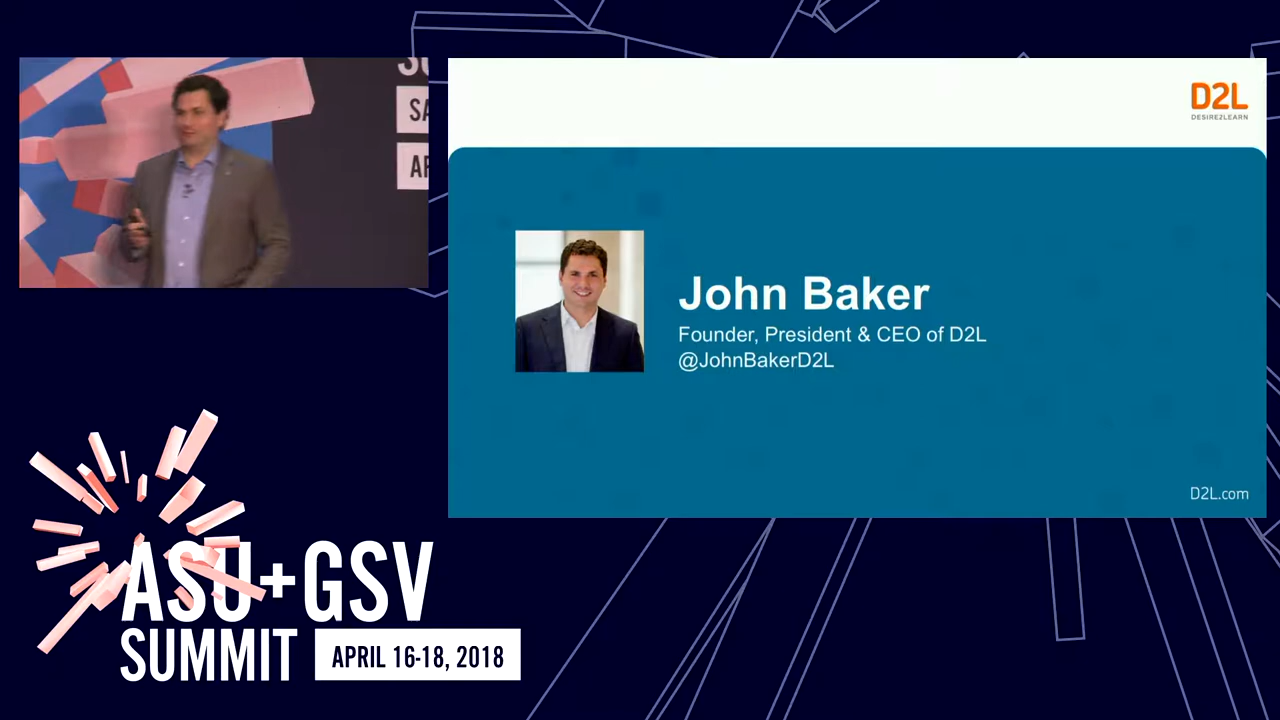 SA
D2L
DESIRE2LEARN
John Baker
Founder, President & CEO of D2L
@JohnBakerD2L
D2L.com
ASU+GSV
SUMMIT
APRIL 16-18, 2018